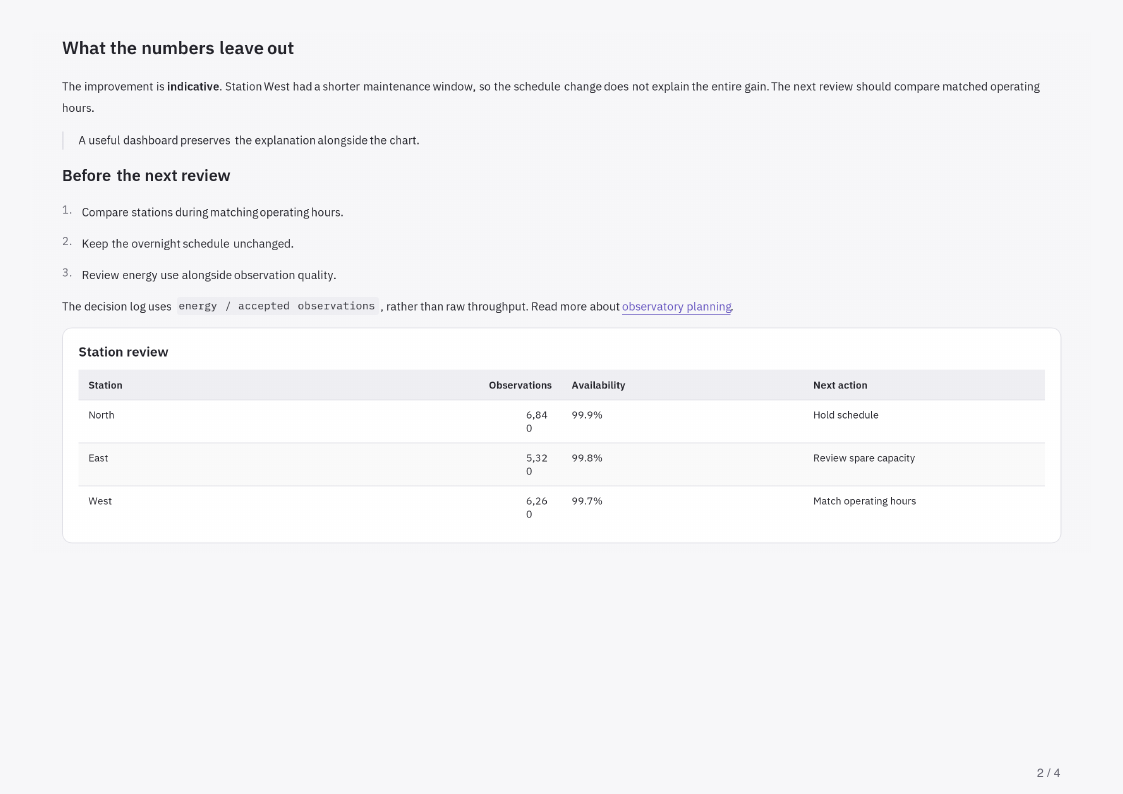 What the numbers leave out
The improvement is indicative. Station West had a shorter maintenance window, so the schedule change does not explain the entire gain. The next review should compare matched operating
hours.
A useful dashboard preserves the explanation alongside the chart.
Before the next review
1. Compare stations during matching operating hours.
2. Keep the overnight schedule unchanged.
3. Review energy use alongside observation quality.
The decision log uses energy / accepted observations, rather than raw throughput. Read more about observatory planning.
Station review
Station Observations Availability Next action
North 6,84 99.9% Hold schedule
0
East 5,32 99.8% Review spare capacity
0
West 6,26 99.7% Match operating hours
0
2 / 4